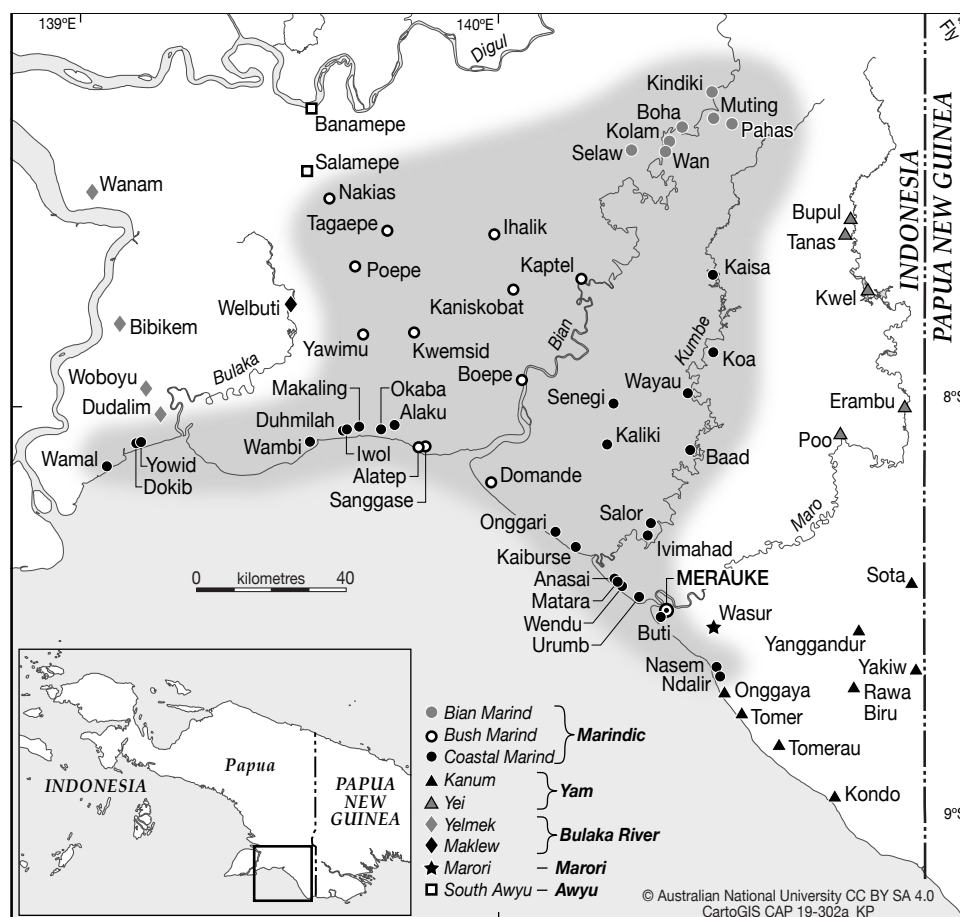 139°E
140°E
Digul
Fly
Kindiki
Banamepe
Boha
Muting
Kolam
Pahas
Salamepe
Selaw
Wan
Wanam
Nakias
INDONESIA
PAPUA NEW GUINEA
Bupul
Tagaepe
Ihalik
Tanas
Poepe
Kaptel
Kaisa
Welbuti
Kaniskobat
Kwel
Bibikem
Bian
Kumbe
Yawimu
Kwemsid
Koa
Bulaka
Woboyu
Boepe
Makaling
Okaba
Wayau
8°S
Dudalim
Duhmilah
Alaku
Senegi
Erambu
Wambi
Kaliki
Poo
Wamal
Yowid
Iwol
Baad
Dokib
Alatep
Sanggase
Domande
Maro
Onggari
Salor
Kaiburse
Ivimahad
0 kilometres 40
Anasai
MERAUKE
Sota
Matara
Wasur
Wendu
Buti
Yanggandur
Urumb
Nasem
Yakiw
Ndalir
Onggaya
Rawa
Biru
Tomer
Tomerau
Kondo
Bian Marind
Bush Marind
Marindic
Coastal Marind
Kanum
Yam
Yei
Yelmek
Bulaka River
Maklew
Marori – Marori
South Awyu – Awyu
9°S
INDONESIA
Papua
PAPUA
NEW
GUINEA
© Australian National University CC BY SA 4.0
CartoGIS CAP 19-302a_KP